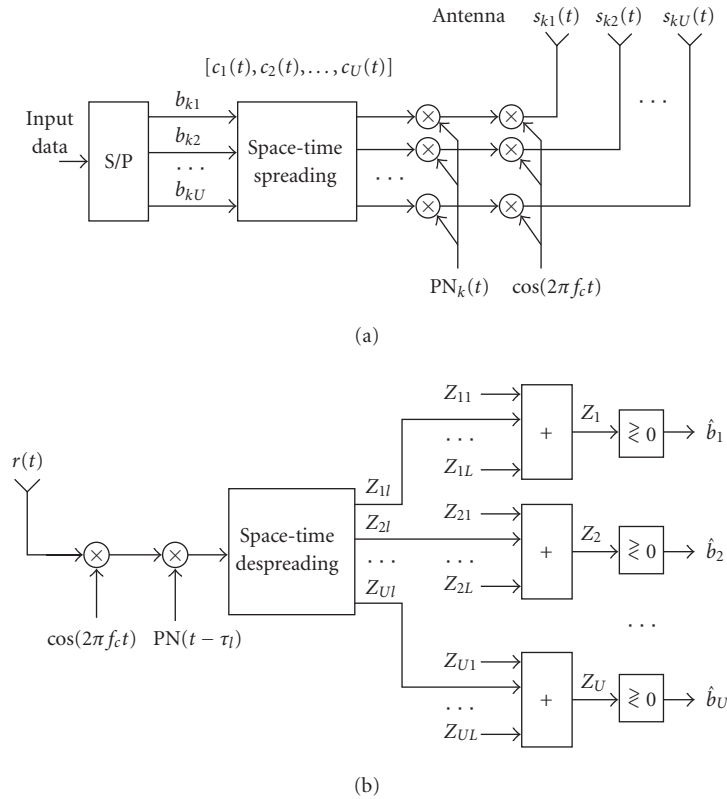 Antenna s_{k1}(t) s_{k2}(t) s_{kU}(t)
[c_1(t), c_2(t), ..., c_U(t)]
Input data
S/P
b_{k1}
b_{k2}
...
b_{kU}
Space-time
spreading
...
× ×
× ×
× ×
...
PN_k(t) cos(2πf_c t)
(a)
r(t)
×
×
cos(2πf_c t) PN(t − τ_l)
Space-time
despreading
Z_{1l}
Z_{2l}
...
Z_{Ul}
Z_{11}
...
Z_{1L}
+
Z_1
≷ 0
b̂_1
Z_{21}
...
Z_{2L}
+
Z_2
≷ 0
b̂_2
...
Z_{U1}
...
Z_{UL}
+
Z_U
≷ 0
b̂_U
(b)